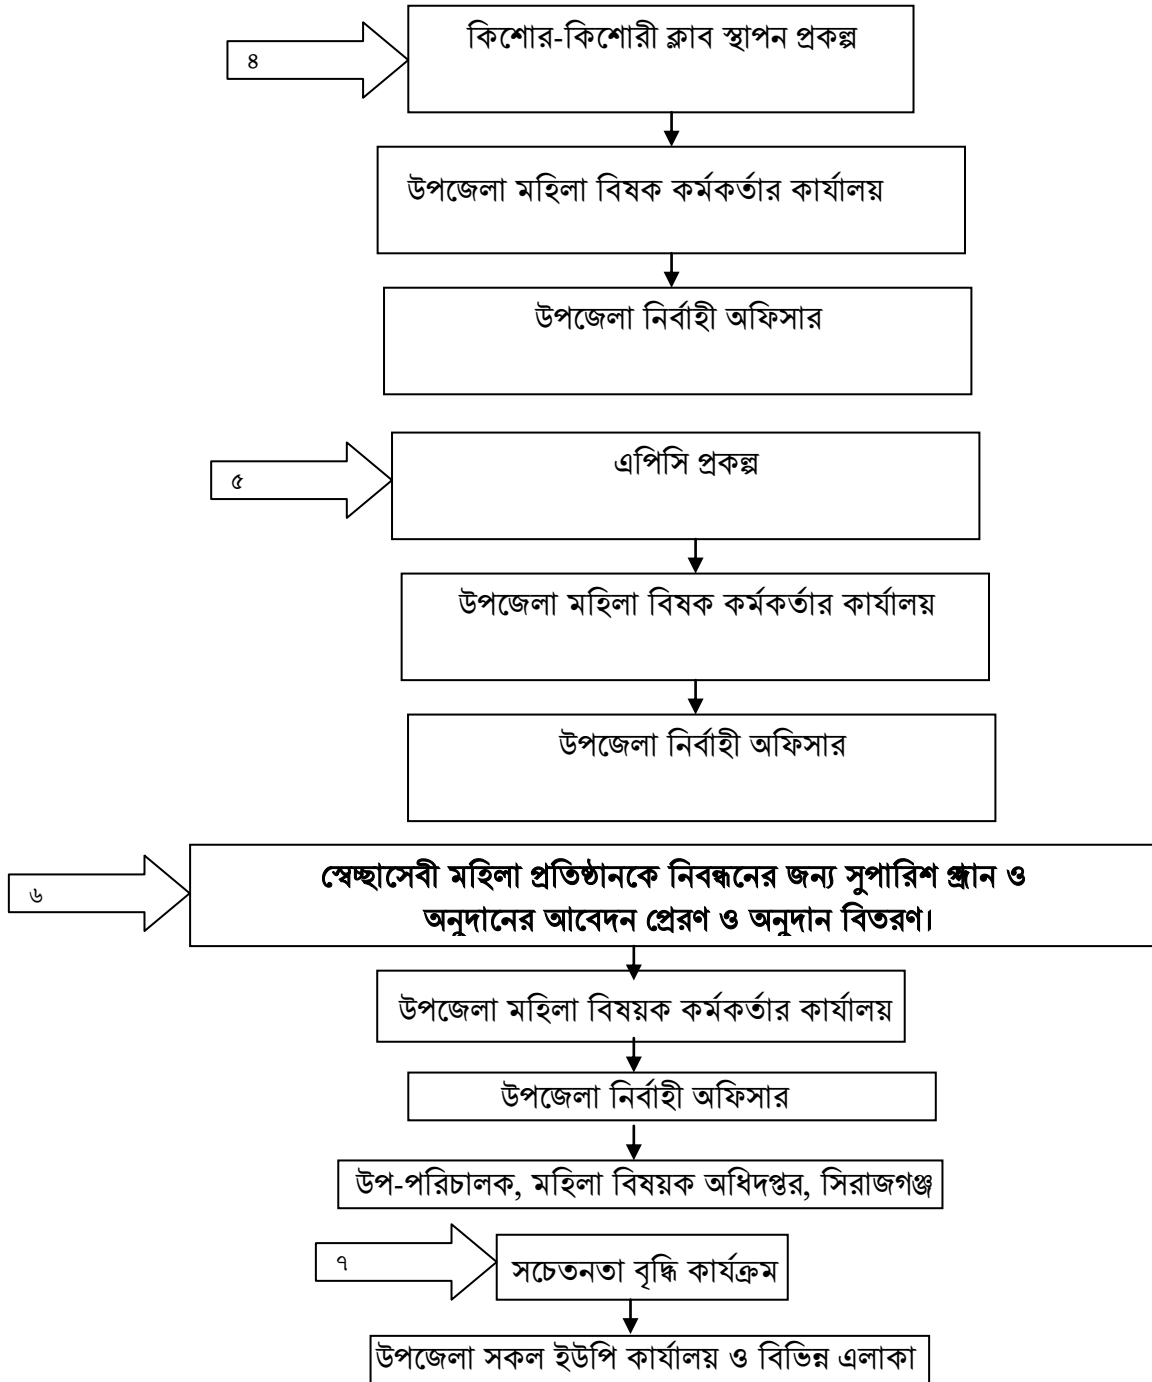 কিশোর-কিশোরী ক্লাব স্থাপন প্রকল্প
৪
উপজেলা মহিলা বিষক কর্মকর্তার কার্যালয়
উপজেলা নির্বাহী অফিসার
এপিসি প্রকল্প
৫
উপজেলা মহিলা বিষক কর্মকর্তার কার্যালয়
উপজেলা নির্বাহী অফিসার
স্বেচ্ছাসেবী মহিলা প্রতিষ্ঠানকে নিবন্ধনের জন্য সুপারিশ ও
৬
অনুদানের আবেদন প্রেরণ ও অনুদান বিতরণ।
উপজেলা মহিলা বিষয়ক কর্মকর্তার কার্যালয়
উপজেলা নির্বাহী অফিসার
উপ-পরিচালক, মহিলা বিষয়ক অধিদপ্তর, সিরাজগঞ্জ
৭
সচেতনতা বৃদ্ধি কার্যক্রম
উপজেলা সকল ইউপি কার্যালয় ও বিভিন্ন এলাকা